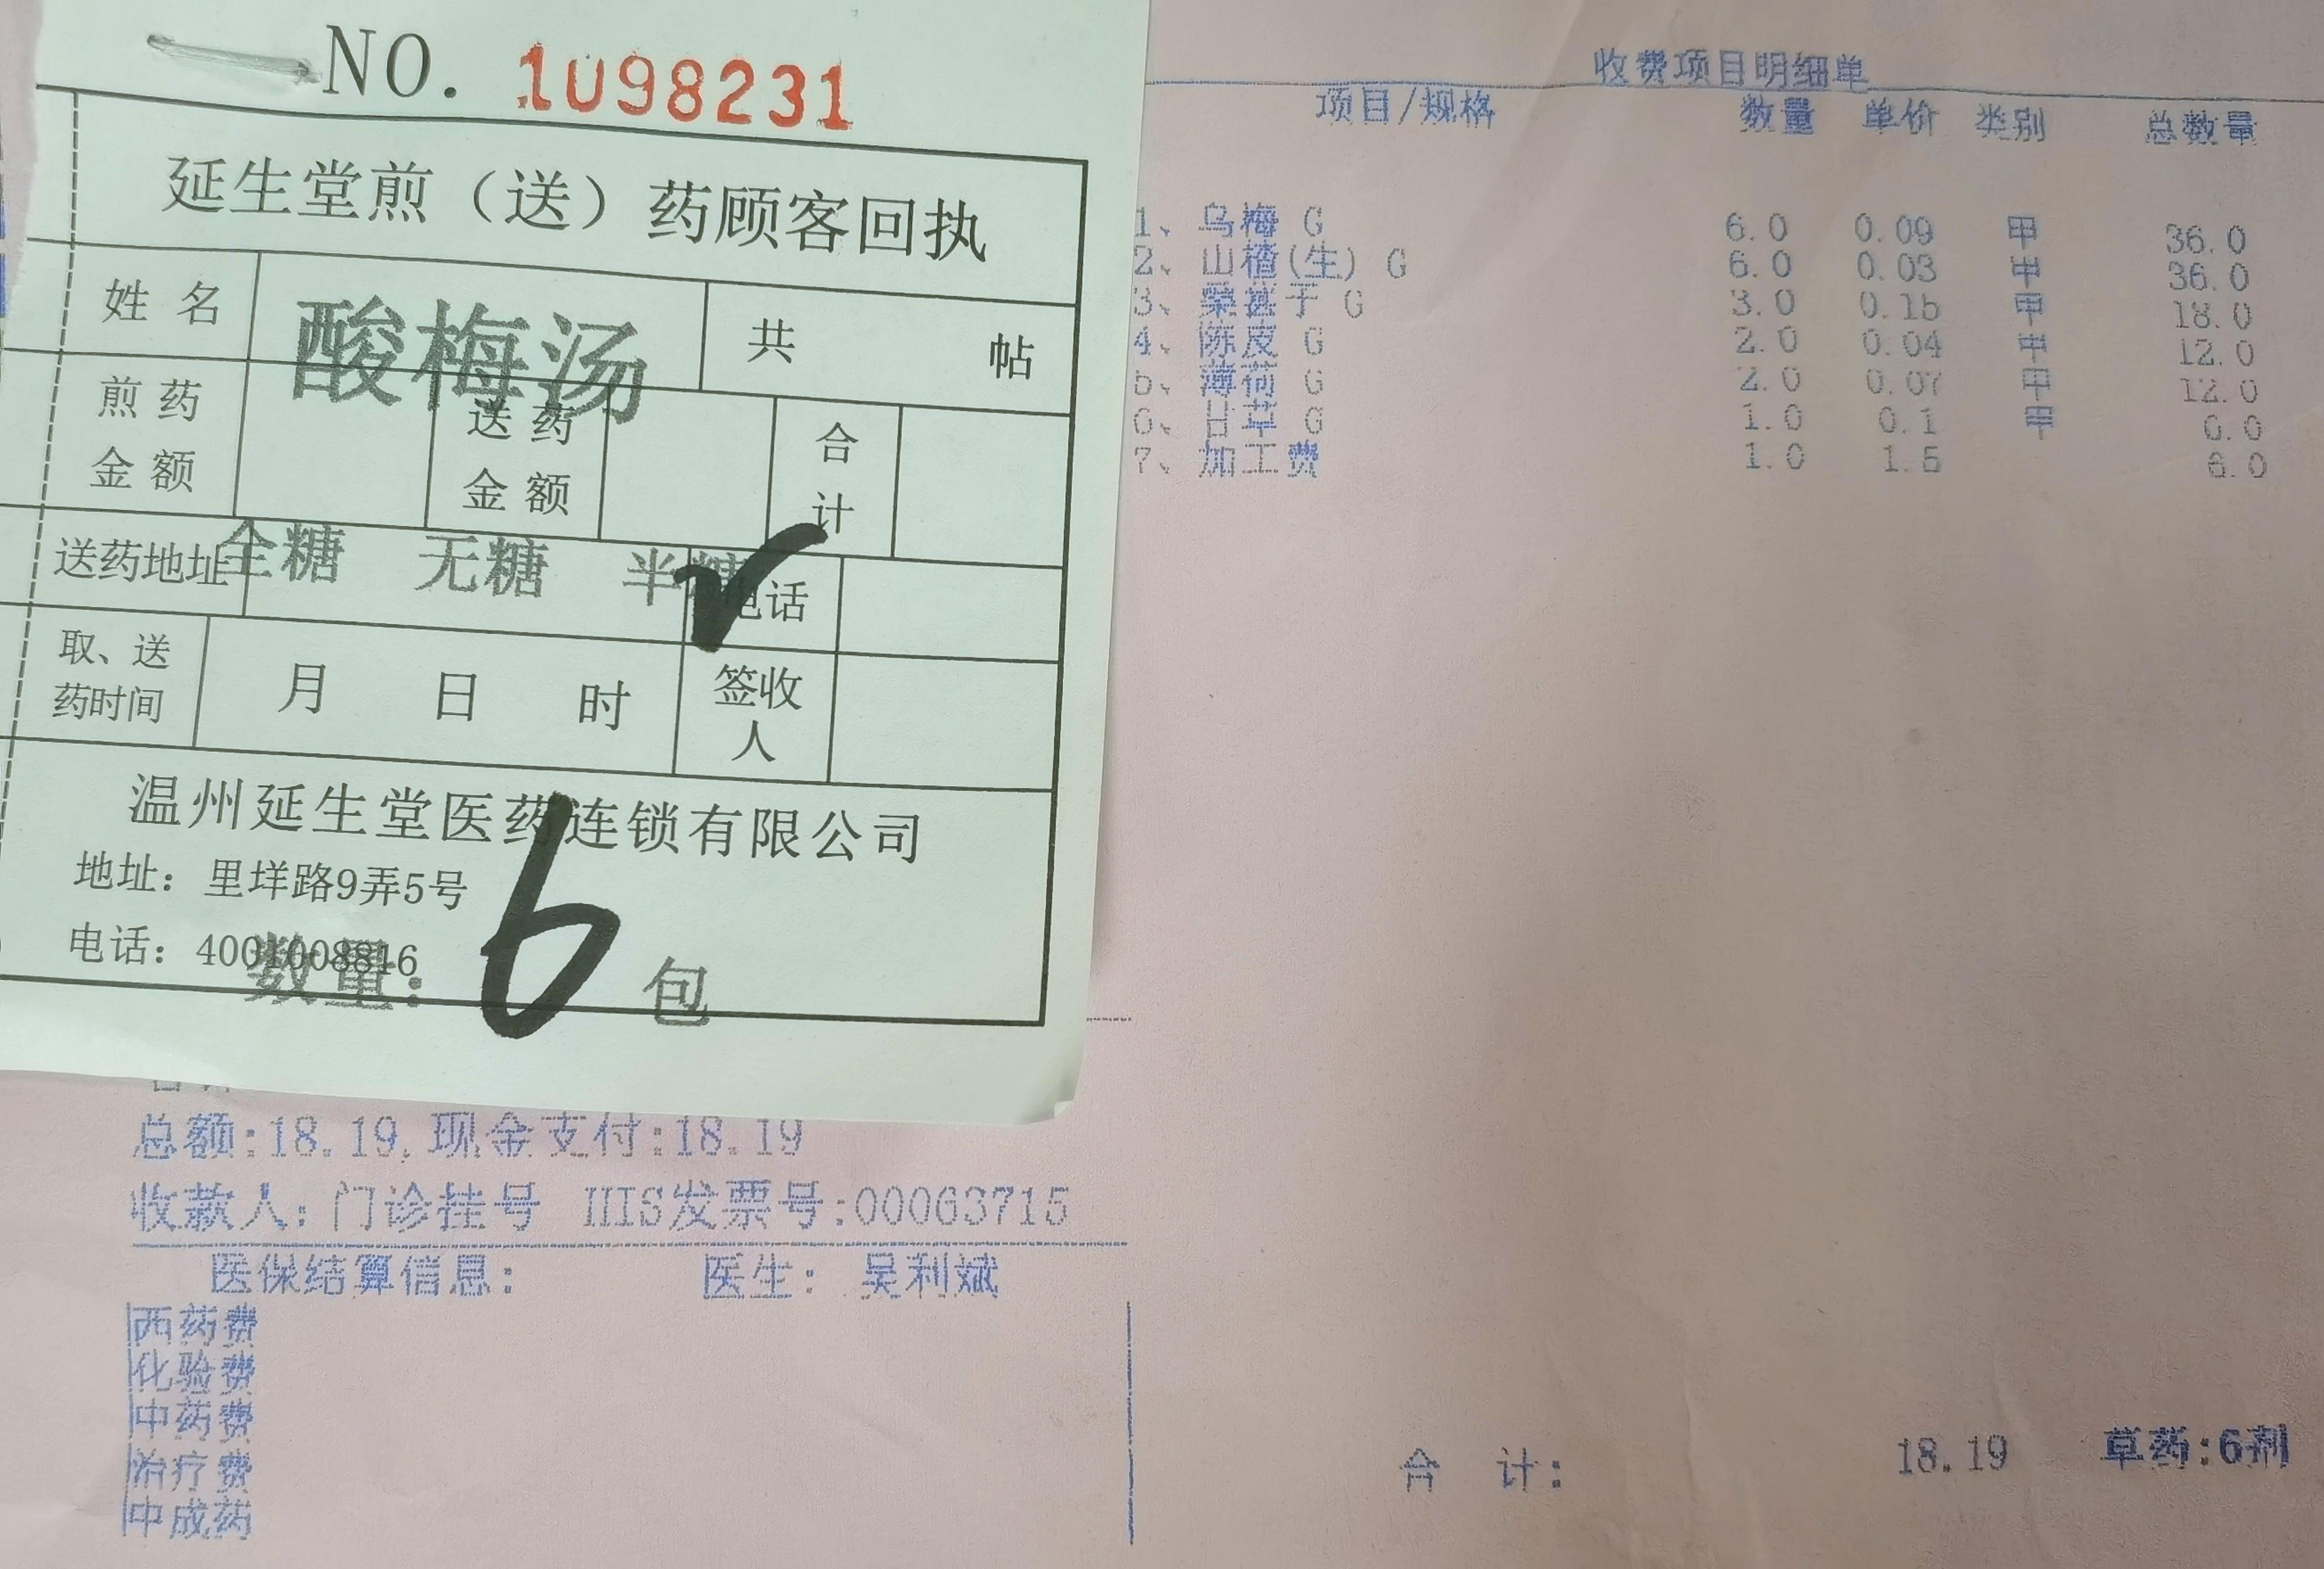 NO. 1098231
延生堂煎（送）药顾客回执
姓名 酸梅汤 共 帖
煎药金额 送药金额 合计
送药地址 全糖 无糖 半糖 ✓ 电话
取、送药时间 月 日 时 签收人
温州延生堂医药连锁有限公司
地址：里垟路9弄5号
电话：4001008816
数量：6 包
总额:18.19,现金支付:18.19
收款人:门诊挂号 HIS发票号:00063715
医保结算信息: 医生: 吴利斌
西药费
化验费
中药费
治疗费
中成药
收费项目明细单
项目/规格 数量 单价 类别 总数量
1、乌梅 G 6.0 0.09 甲 36.0
2、山楂(生) G 6.0 0.03 甲 36.0
3、桑椹子 G 3.0 0.15 甲 18.0
4、陈皮 G 2.0 0.04 甲 12.0
5、薄荷 G 2.0 0.07 甲 12.0
6、甘草 G 1.0 0.1 甲 6.0
7、加工费 1.0 1.5 6.0
合 计: 18.19 草药:6剂